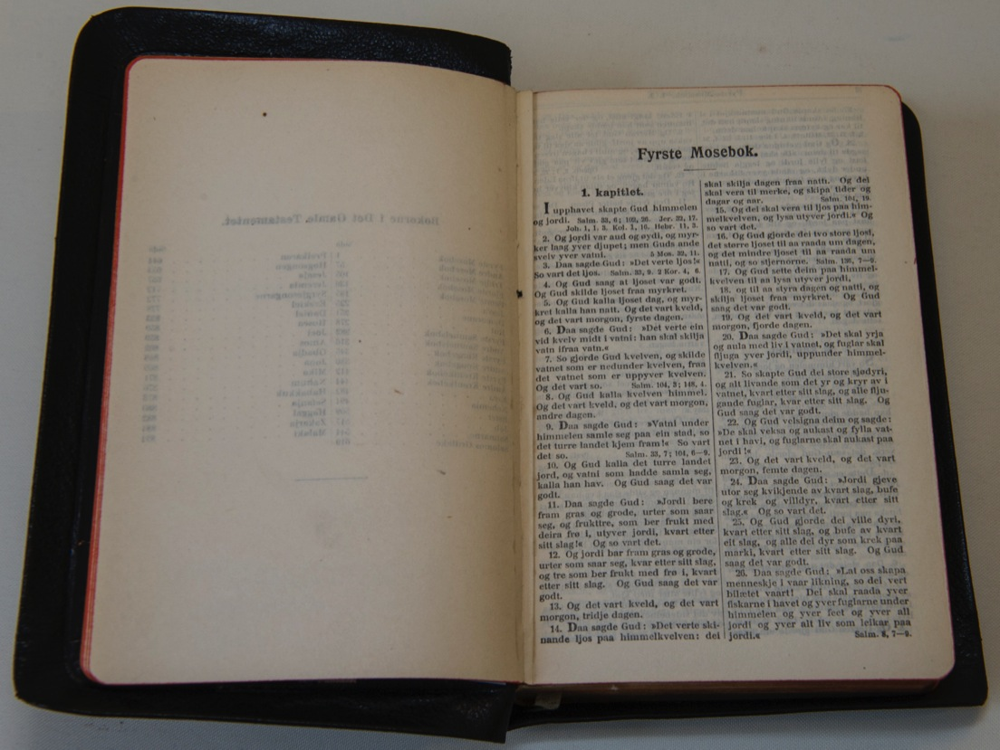 Fyrste Mosebok.
1. kapitlet.
I upphavet skapte Gud himmelen
og jordi. Salm. 33, 6; 102, 26. Jer. 32, 17.
Joh. 1, 1. 3. Kol. 1, 16. Hebr. 11, 3.
2. Og jordi var aud og øydi, og myr-
ker laag yver djupet; men Guds ande
sveiv yver vatni. 5 Mos. 32, 11.
3. Daa sagde Gud: »Det verte ljos!«
So vart det ljos. Salm. 33, 9. 2 Kor. 4, 6.
4. Og Gud saag at ljoset var godt.
Og Gud skilde ljoset fraa myrkret.
5. Og Gud kalla ljoset dag, og myr-
kret kalla han natt. Og det vart kveld,
og det vart morgon, fyrste dagen.
6. Daa sagde Gud: »Det verte ein
vid kvelv midt i vatni: han skal skilja
vatn ifraa vatn.«
7. So gjorde Gud kvelven, og skilde
vatnet som er nedunder kvelven, fraa
det vatnet som er uppyver kvelven.
Og det vart so. Salm. 104, 3; 148, 4.
8. Og Gud kalla kvelven himmel.
Og det vart kveld, og det vart morgon,
andre dagen.
9. Daa sagde Gud: »Vatni under
himmelen samle seg paa ein stad, so
det turre landet kjem fram!« So vart
det so. Salm. 33, 7; 104, 6—9.
10. Og Gud kalla det turre landet
jord, og vatni som hadde samla seg,
kalla han hav. Og Gud saag det var
godt.
11. Daa sagde Gud: »Jordi bere
fram gras og grode, urter som saar
seg, og frukttre, som ber frukt med
deira frø i, utyver jordi, kvart etter
sitt slag!« Og so vart det.
12. Og jordi bar fram gras og grode,
urter som saar seg, kvar etter sitt slag,
og tre som ber frukt med frø i, kvart
etter sitt slag. Og Gud saag det var
godt.
13. Og det vart kveld, og det vart
morgon, tridje dagen.
14. Daa sagde Gud: »Det verte ski-
nande ljos paa himmelkvelven: dei
skal skilja dagen fraa natti. Og dei
skal vera til merke, og skipa tider og
dagar og aar. Salm. 104, 19.
15. Og dei skal vera til ljos paa him-
melkvelven, og lysa utyver jordi.« Og
so vart det.
16. Og Gud gjorde dei tvo store ljosi,
det større ljoset til aa raada um dagen,
og det mindre ljoset til aa raada um
natti, og so stjernorne. Salm. 136, 7—9.
17. Og Gud sette deim paa himmel-
kvelven til aa lysa utyver jordi,
18. og til aa styra dagen og natti, og
skilja ljoset fraa myrkret. Og Gud
saag det var godt.
19. Og det vart kveld, og det vart
morgon, fjorde dagen.
20. Daa sagde Gud: »Det skal yrja
og aula med liv i vatnet, og fuglar skal
fljuga yver jordi, uppunder himmel-
kvelven.«
21. So skapte Gud dei store sjødyri,
og alt livande som det yr og kryr av i
vatnet, kvart etter sitt slag, og alle flju-
gande fuglar, kvar etter sitt slag. Og
Gud saag det var godt.
22. Og Gud velsigna deim og sagde:
»De skal veksa og aukast og fylla vat-
net i havi, og fuglarne skal aukast paa
jordi!«
23. Og det vart kveld, og det vart
morgon, femte dagen.
24. Daa sagde Gud: »Jordi gjeve
utor seg kvikjende av kvart slag, bufe
og krek og villdyr, kvart etter sitt
slag.« Og so vart det.
25. Og Gud gjorde dei ville dyri,
kvart etter sitt slag, og bufe av kvart
eit slag, og alle dei dyr som krek paa
marki, kvart etter sitt slag. Og Gud
saag det var godt.
26. Daa sagde Gud: »Lat oss skapa
menneskje i vaar likning, so dei vert
bilætet vaart! Dei skal raada yver
fiskarne i havet og yver fuglarne under
himmelen og yver feet og yver all
jordi og yver alt liv som leikar paa
jordi.« Salm. 8, 7—9.